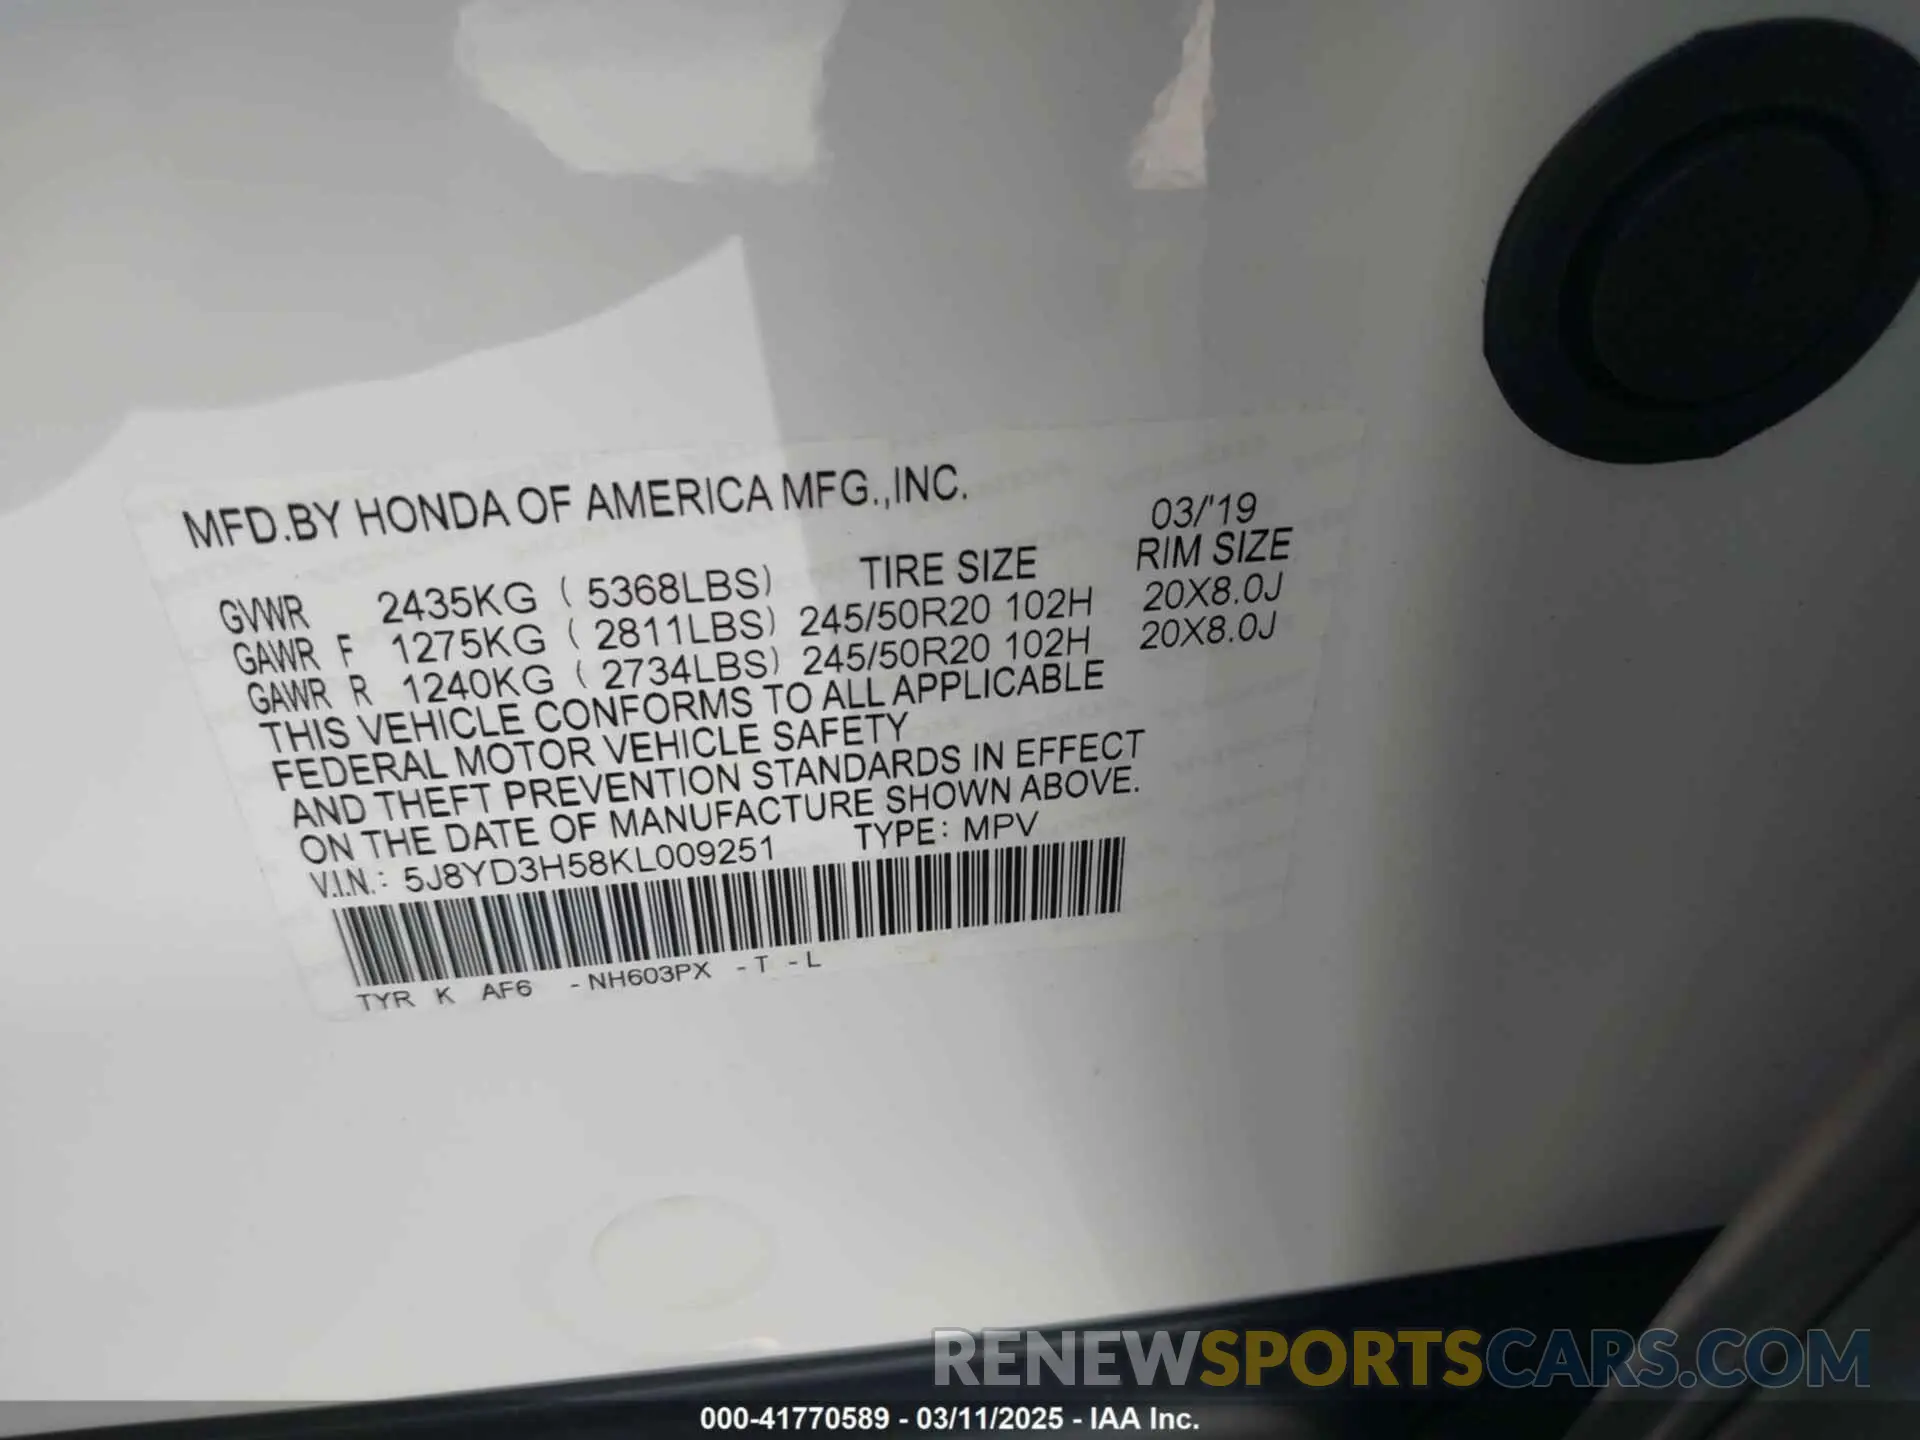 MFD.BY HONDA OF AMERICA MFG.,INC.
03/'19
GVWR 2435KG ( 5368LBS) TIRE SIZE RIM SIZE
GAWR F 1275KG ( 2811LBS) 245/50R20 102H 20X8.0J
GAWR R 1240KG ( 2734LBS) 245/50R20 102H 20X8.0J
THIS VEHICLE CONFORMS TO ALL APPLICABLE
FEDERAL MOTOR VEHICLE SAFETY
AND THEFT PREVENTION STANDARDS IN EFFECT
ON THE DATE OF MANUFACTURE SHOWN ABOVE.
V.I.N.: 5J8YD3H58KL009251 TYPE: MPV
TYR K AF6 - NH603PX - T - L
RENEWSPORTSCARS.COM
000-41770589 - 03/11/2025 - IAA Inc.